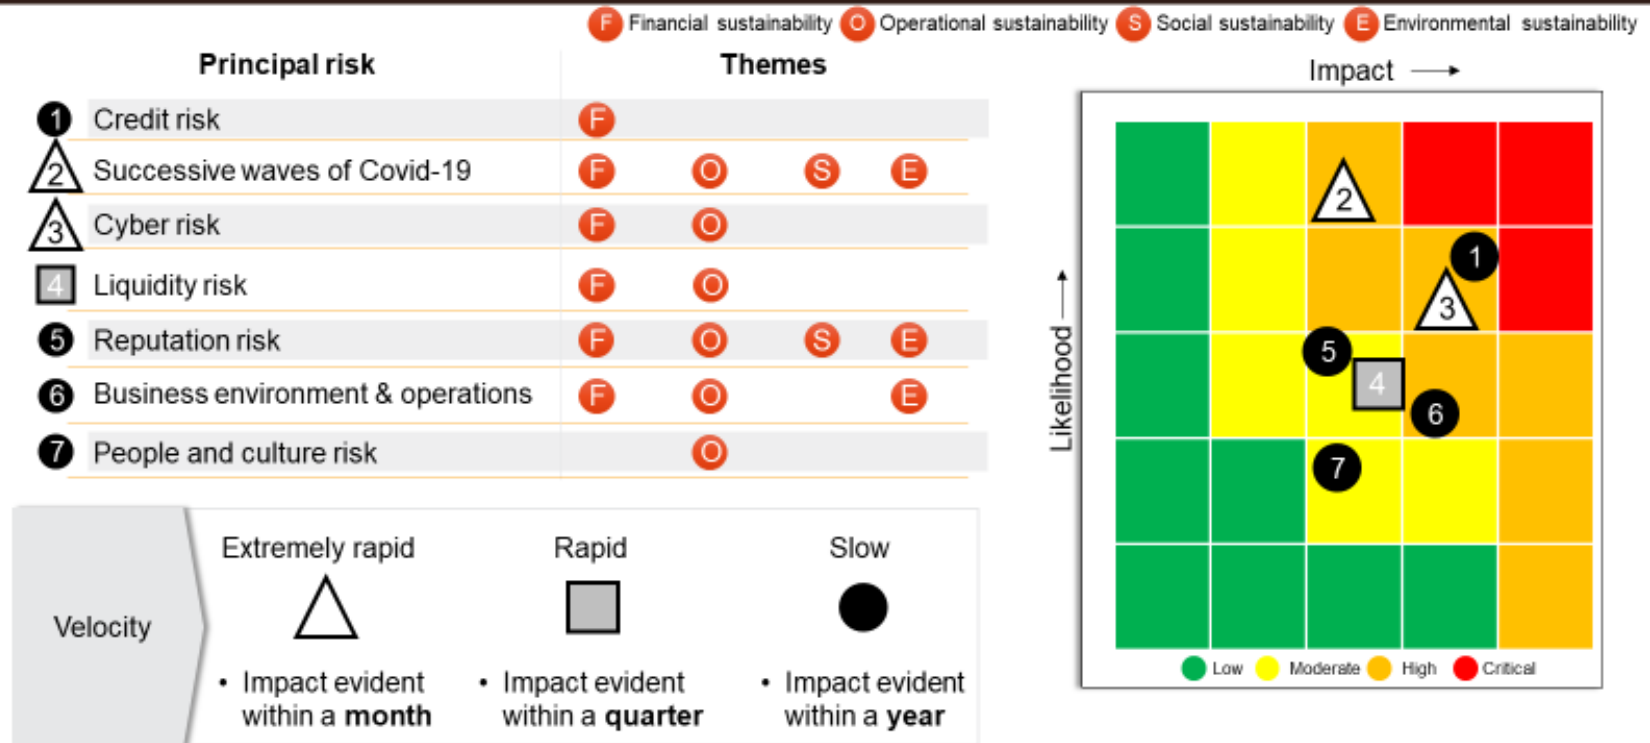 F Financial sustainability O Operational sustainability S Social sustainability E Environmental sustainability
Principal risk Themes
1 Credit risk F
2 Successive waves of Covid-19 F O S E
3 Cyber risk F O
4 Liquidity risk F O
5 Reputation risk F O S E
6 Business environment & operations F O E
7 People and culture risk O
Impact
Likelihood
2
1
3
5
4
6
7
Low Moderate High Critical
Velocity
Extremely rapid Rapid Slow
• Impact evident • Impact evident • Impact evident
within a month within a quarter within a year